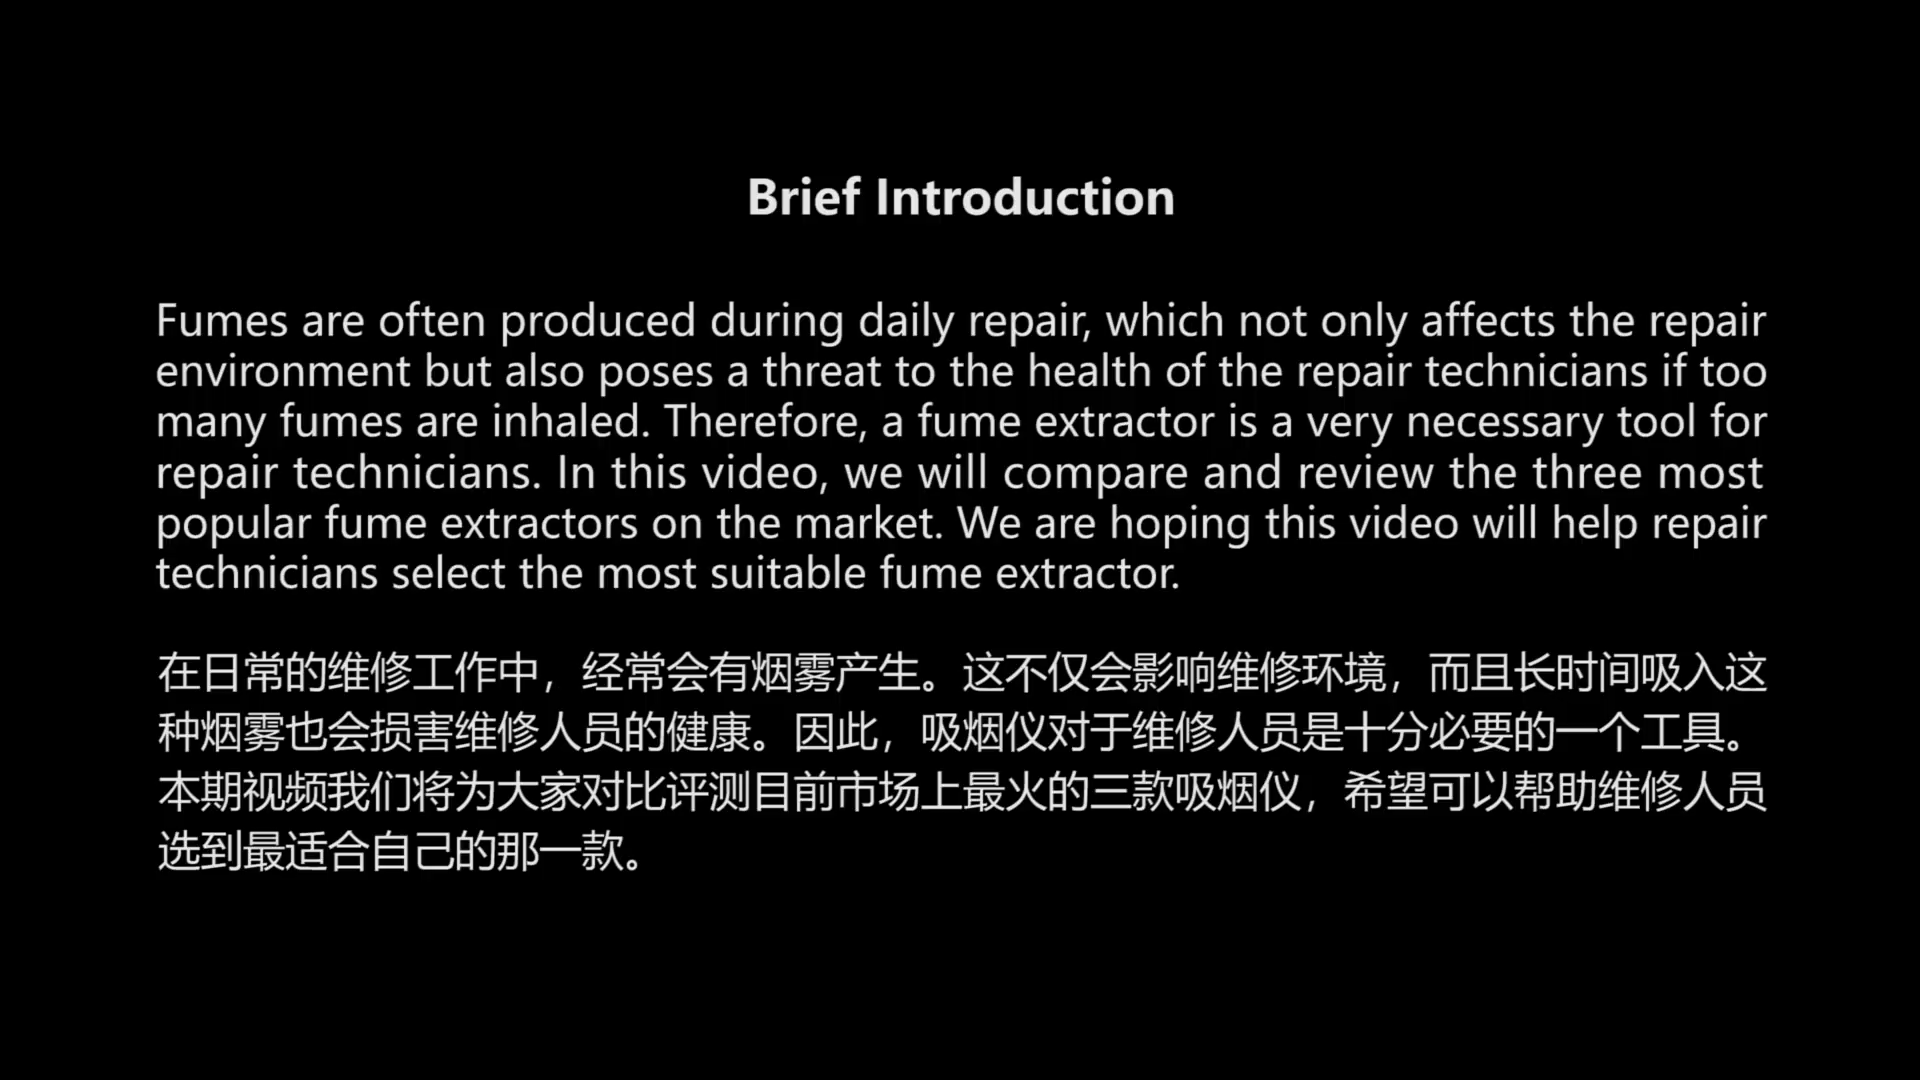 Brief Introduction
Fumes are often produced during daily repair, which not only affects the repair
environment but also poses a threat to the health of the repair technicians if too
many fumes are inhaled. Therefore, a fume extractor is a very necessary tool for
repair technicians. In this video, we will compare and review the three most
popular fume extractors on the market. We are hoping this video will help repair
technicians select the most suitable fume extractor.
在日常的维修工作中，经常会有烟雾产生。这不仅会影响维修环境，而且长时间吸入这
种烟雾也会损害维修人员的健康。因此，吸烟仪对于维修人员是十分必要的一个工具。
本期视频我们将为大家对比评测目前市场上最火的三款吸烟仪，希望可以帮助维修人员
选到最适合自己的那一款。